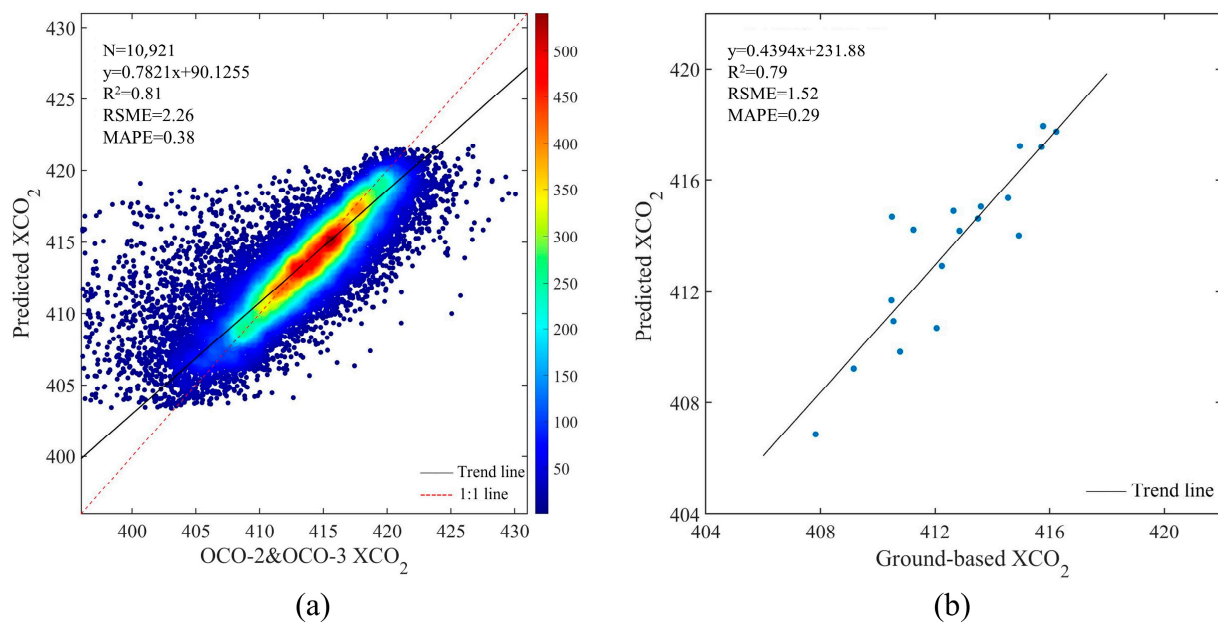 430
425
420
415
410
405
400
Predicted XCO₂
N=10,921
y=0.7821x+90.1255
R²=0.81
RSME=2.26
MAPE=0.38
Trend line
1:1 line
400 405 410 415 420 425 430
OCO-2&OCO-3 XCO₂
500
450
400
350
300
250
200
150
100
50
(a)
420
416
412
408
404
Predicted XCO₂
y=0.4394x+231.88
R²=0.79
RSME=1.52
MAPE=0.29
Trend line
404 408 412 416 420
Ground-based XCO₂
(b)